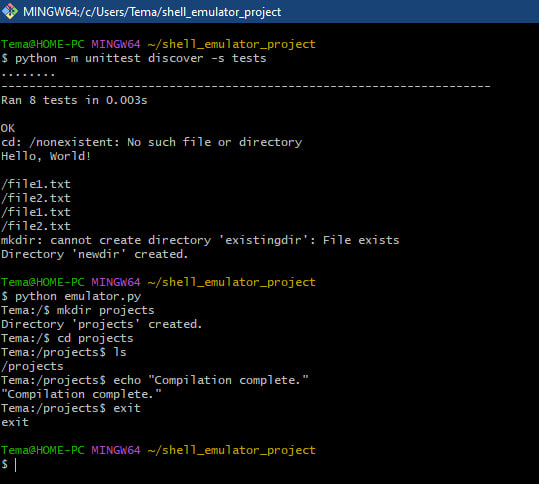 MINGW64:/c/Users/Tema/shell_emulator_project
Tema@HOME-PC MINGW64 ~/shell_emulator_project
$ python -m unittest discover -s tests
........
----------------------------------------------------------------------
Ran 8 tests in 0.003s
OK
cd: /nonexistent: No such file or directory
Hello, World!
/file1.txt
/file2.txt
/file1.txt
/file2.txt
mkdir: cannot create directory 'existingdir': File exists
Directory 'newdir' created.
Tema@HOME-PC MINGW64 ~/shell_emulator_project
$ python emulator.py
Tema:/$ mkdir projects
Directory 'projects' created.
Tema:/$ cd projects
Tema:/projects$ ls
/projects
Tema:/projects$ echo "Compilation complete."
"Compilation complete."
Tema:/projects$ exit
exit
Tema@HOME-PC MINGW64 ~/shell_emulator_project
$